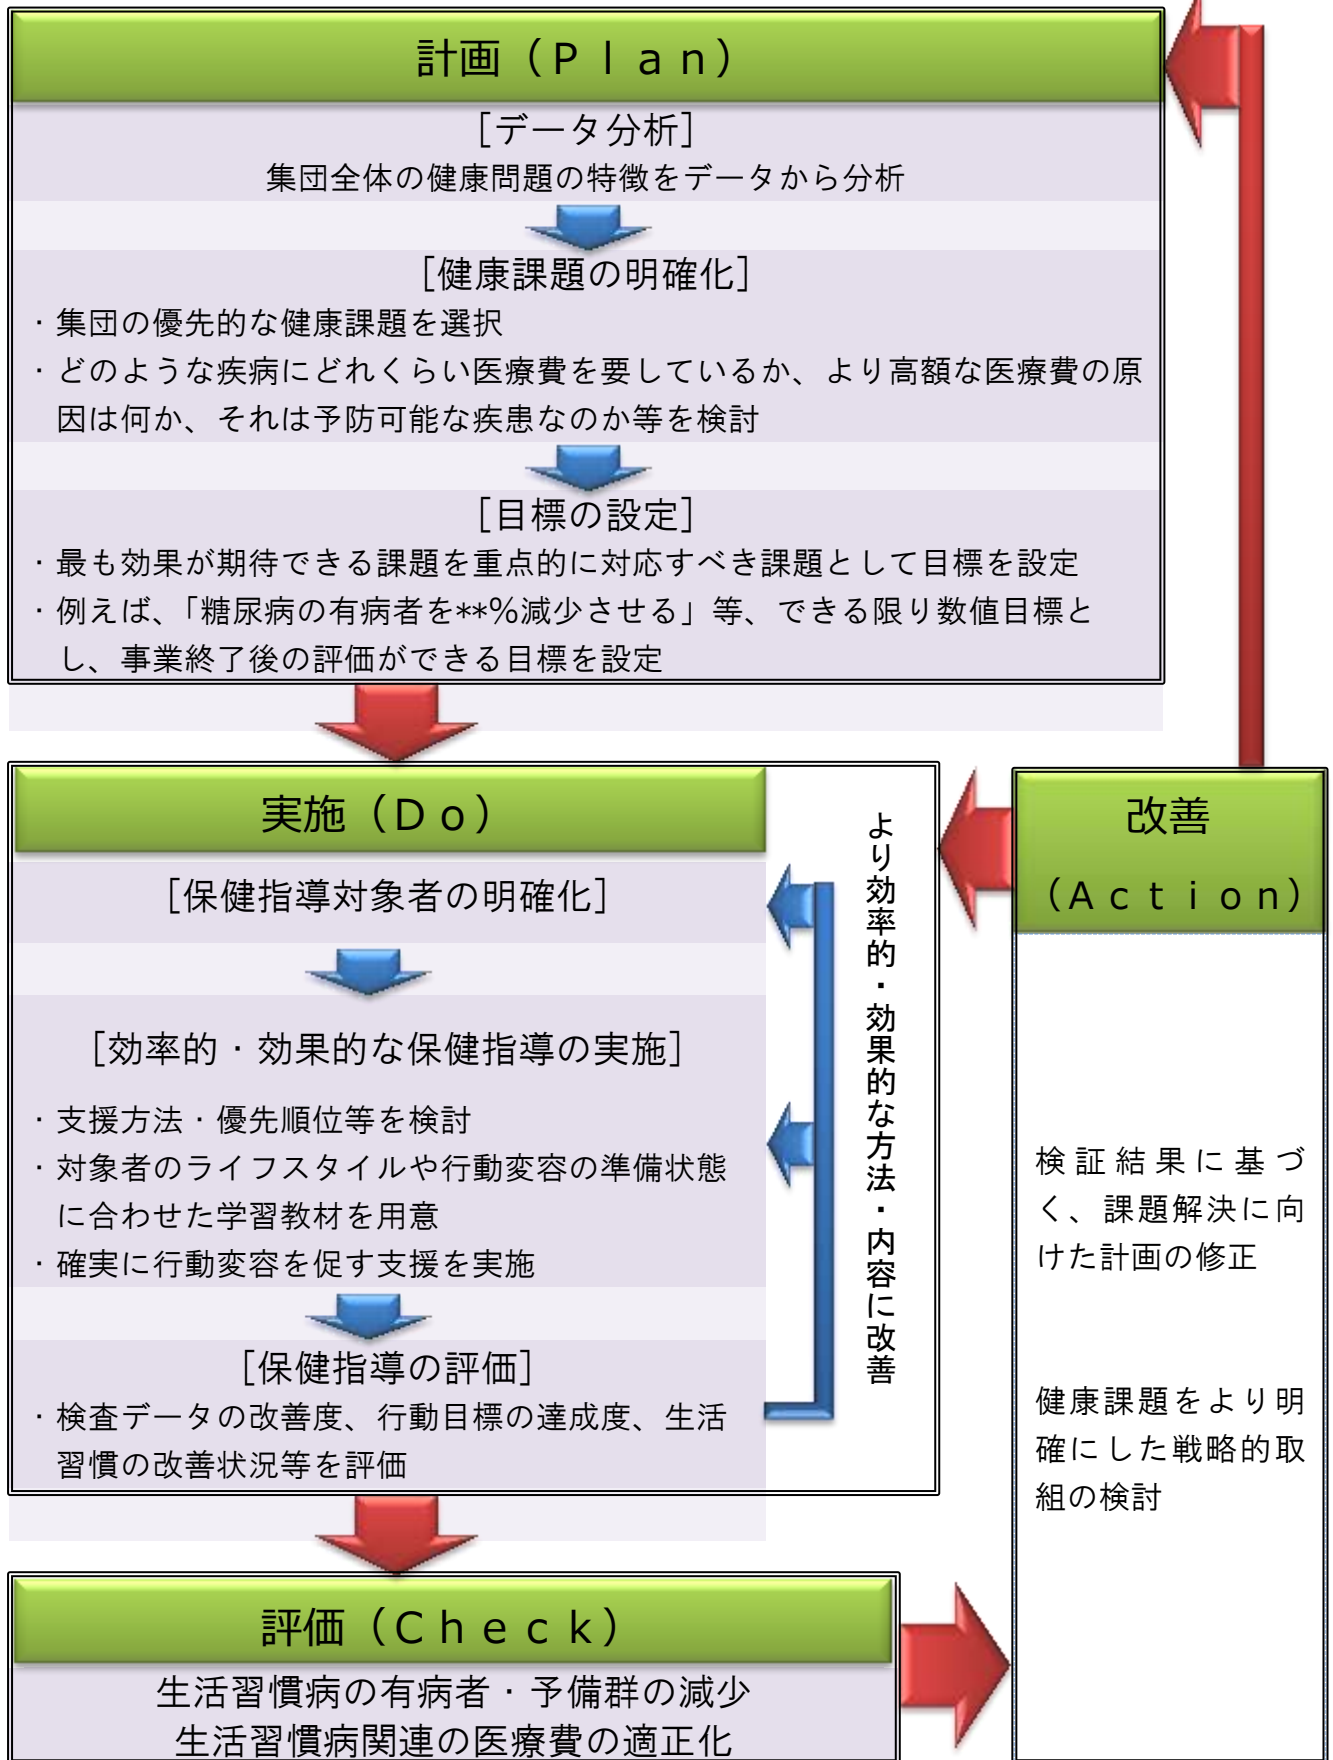 計画（Ｐｌａｎ）
［データ分析］
集団全体の健康問題の特徴をデータから分析
［健康課題の明確化］
・集団の優先的な健康課題を選択
・どのような疾病にどれくらい医療費を要しているか、より高額な医療費の原
因は何か、それは予防可能な疾患なのか等を検討
［目標の設定］
・最も効果が期待できる課題を重点的に対応すべき課題として目標を設定
・例えば、「糖尿病の有病者を**％減少させる」等、できる限り数値目標と
し、事業終了後の評価ができる目標を設定
実施（Ｄｏ）
［保健指導対象者の明確化］
［効率的・効果的な保健指導の実施］
・支援方法・優先順位等を検討
・対象者のライフスタイルや行動変容の準備状態
に合わせた学習教材を用意
・確実に行動変容を促す支援を実施
［保健指導の評価］
・検査データの改善度、行動目標の達成度、生活
習慣の改善状況等を評価
より効率的・効果的な方法・内容に改善
評価（Ｃｈｅｃｋ）
生活習慣病の有病者・予備群の減少
生活習慣病関連の医療費の適正化
改善
（Ａｃｔｉｏｎ）
検証結果に基づ
く、課題解決に向
けた計画の修正
健康課題をより明
確にした戦略的取
組の検討